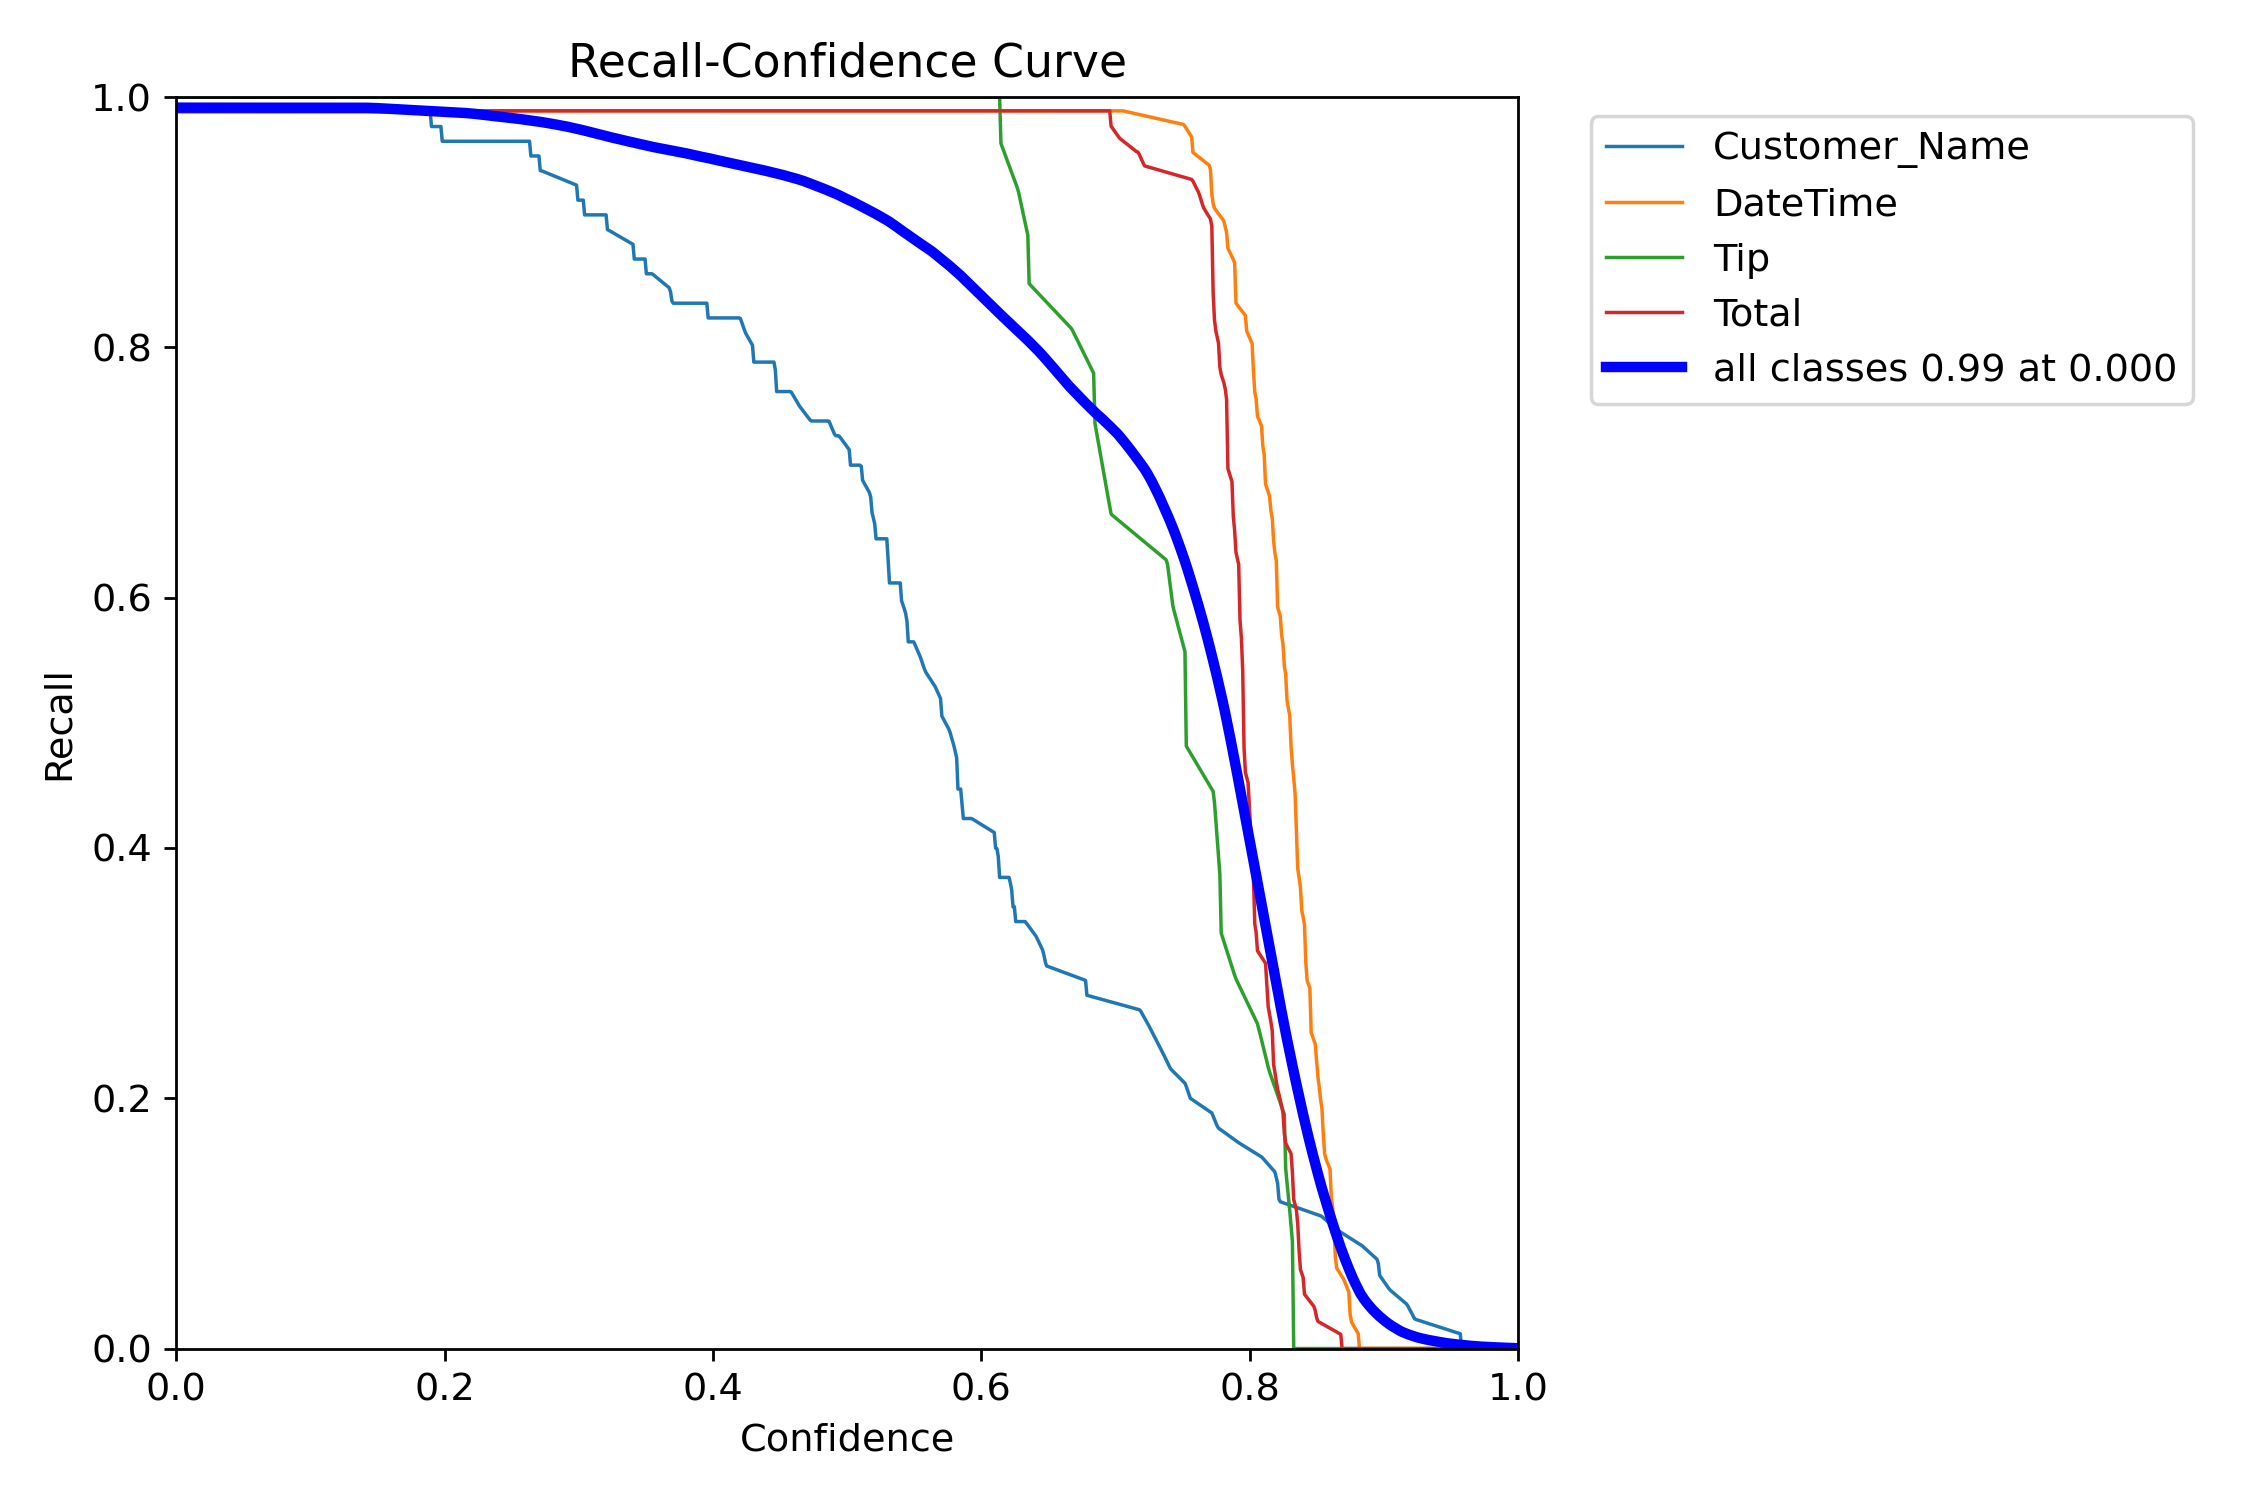 Recall-Confidence Curve
Recall
1.0
0.8
0.6
0.4
0.2
0.0
0.0 0.2 0.4 0.6 0.8 1.0
Confidence
Customer_Name
DateTime
Tip
Total
all classes 0.99 at 0.000